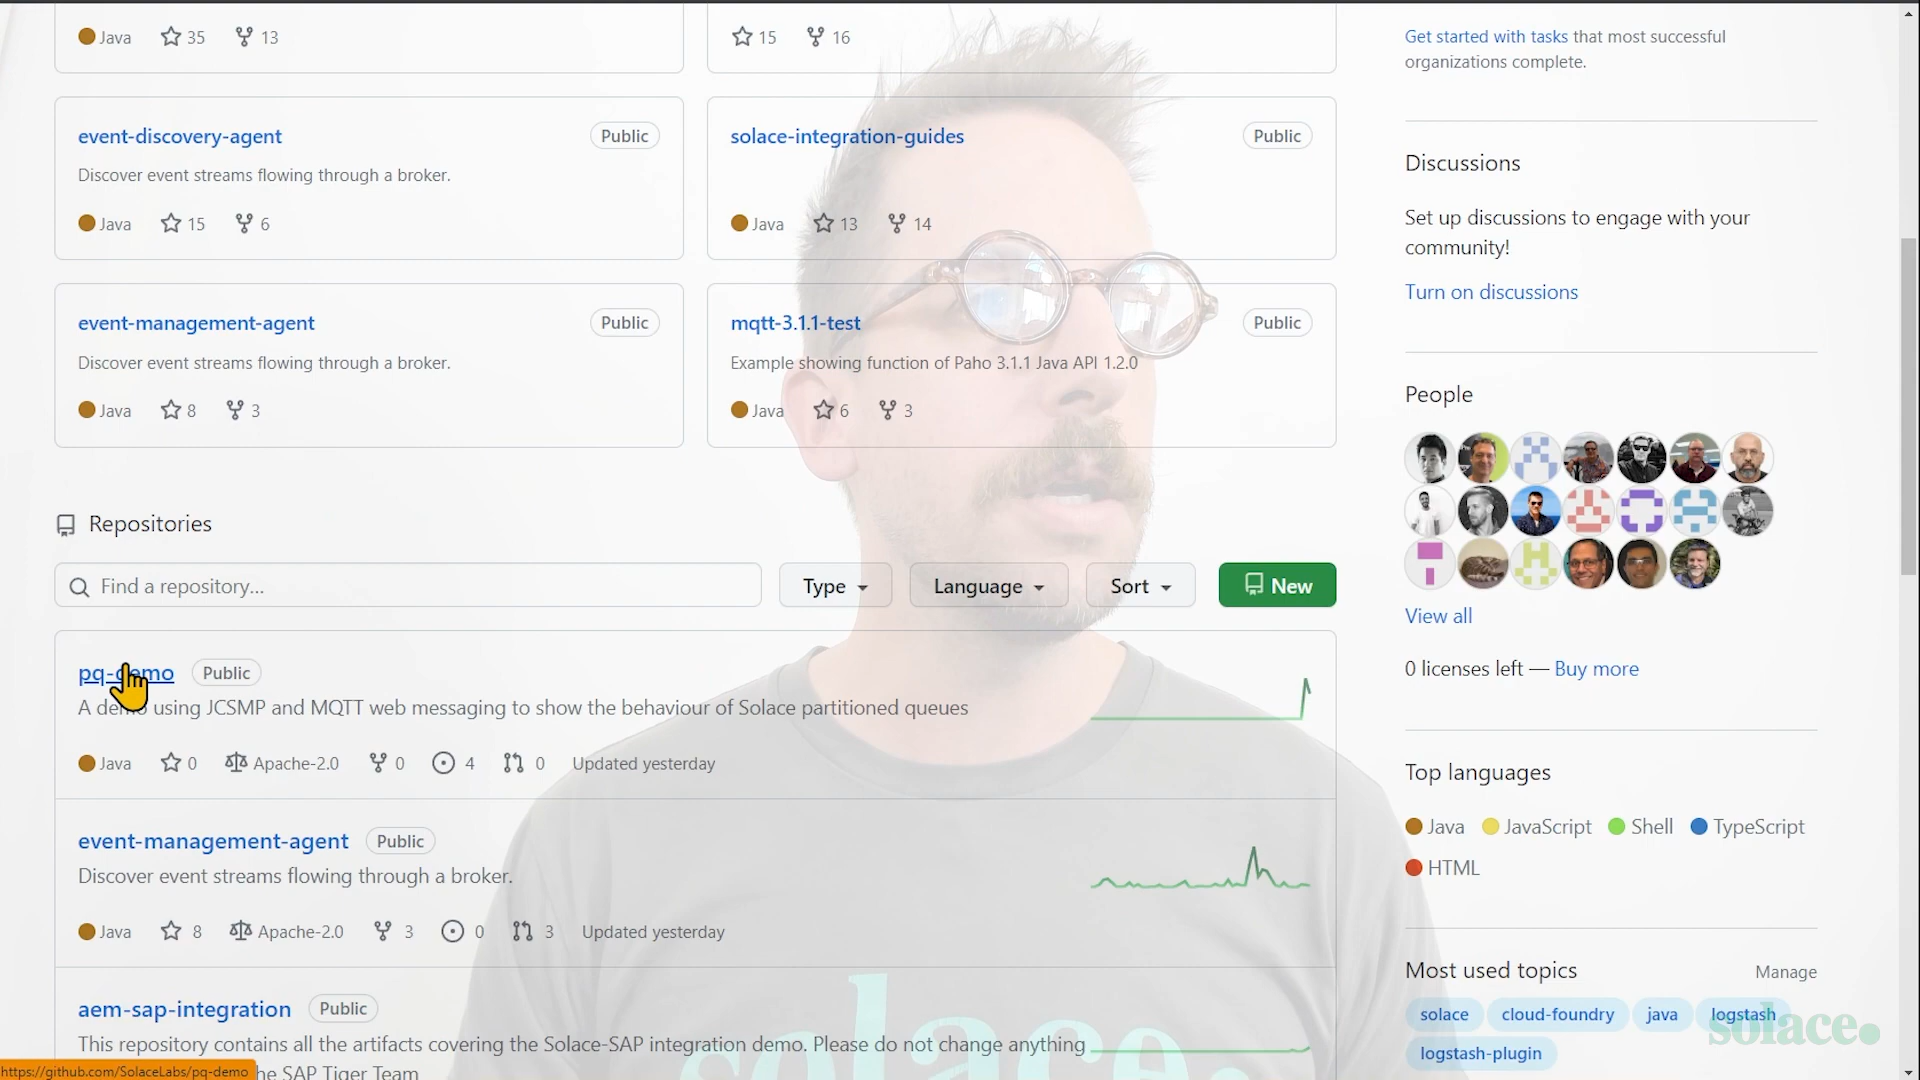 Java 35 13
15 16
Get started with tasks that most successful
organizations complete.
event-discovery-agent Public
Discover event streams flowing through a broker.
Java 15 6
solace-integration-guides Public
Java 13 14
Discussions
Set up discussions to engage with your
community!
Turn on discussions
event-management-agent Public
Discover event streams flowing through a broker.
Java 8 3
mqtt-3.1.1-test Public
Example showing function of Paho 3.1.1 Java API 1.2.0
Java 6 3
People
View all
0 licenses left — Buy more
Repositories
Find a repository...
Type
Language
Sort
New
pq-demo Public
A demo using JCSMP and MQTT web messaging to show the behaviour of Solace partitioned queues
Java 0 Apache-2.0 0 4 0 Updated yesterday
event-management-agent Public
Discover event streams flowing through a broker.
Java 8 Apache-2.0 3 0 3 Updated yesterday
aem-sap-integration Public
This repository contains all the artifacts covering the Solace-SAP integration demo. Please do not change anything
he SAP Tiger Team
Top languages
Java JavaScript Shell TypeScript
HTML
Most used topics Manage
solace cloud-foundry java logstash
logstash-plugin
solace.
solace.
https://github.com/SolaceLabs/pq-demo